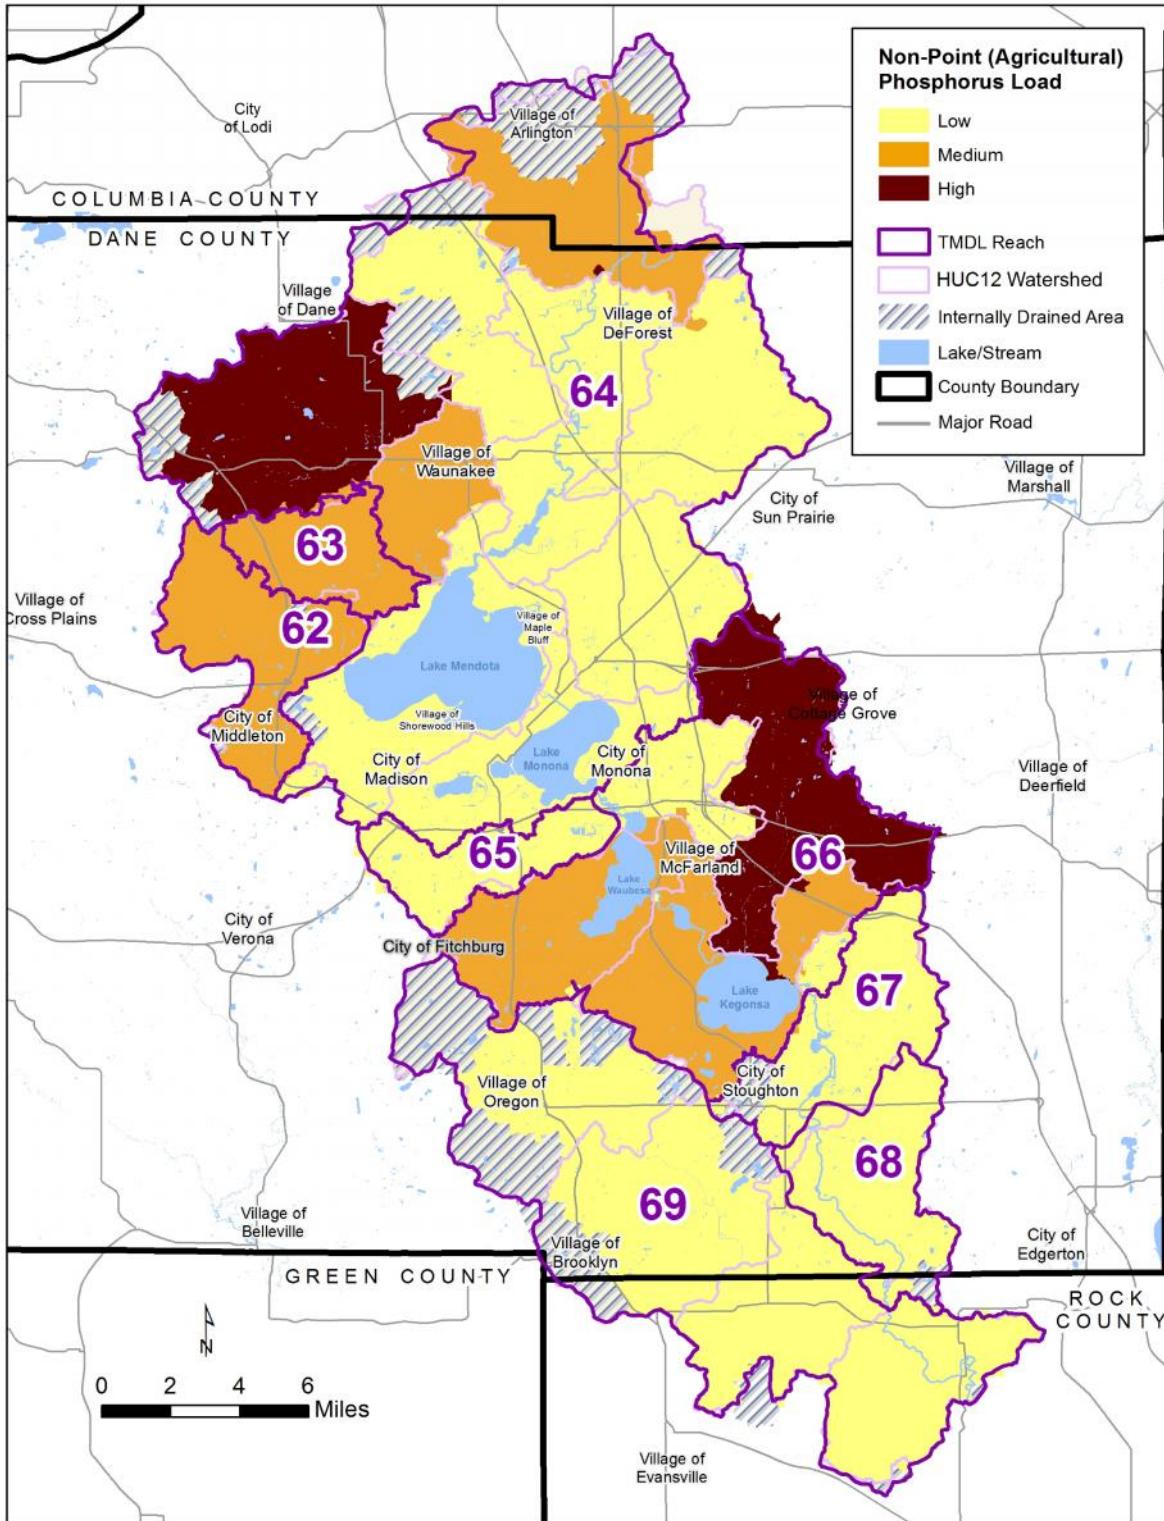 Non-Point (Agricultural)
Phosphorus Load
Low
Medium
High
TMDL Reach
HUC12 Watershed
Internally Drained Area
Lake/Stream
County Boundary
Major Road
City
of Lodi
Village of
Arlington
COLUMBIA COUNTY
DANE COUNTY
Village
of Dane
Village of
DeForest
64
Village of
Waunakee
Village of
Marshall
City of
Sun Prairie
63
Village of
Cross Plains
62
Village of
Maple
Bluff
Lake Mendota
Village of
Shorewood Hills
Village of
Cottage Grove
City of
Middleton
City of
Madison
Lake
Monona
City of
Monona
Village of
Deerfield
65
Village of
McFarland
66
Lake
Waubesa
City of
Verona
City of Fitchburg
Lake
Kegonsa
67
City of
Stoughton
Village of
Oregon
68
69
Village of
Belleville
Village of
Brooklyn
City of
Edgerton
GREEN COUNTY
ROCK
COUNTY
N
0 2 4 6
Miles
Village of
Evansville